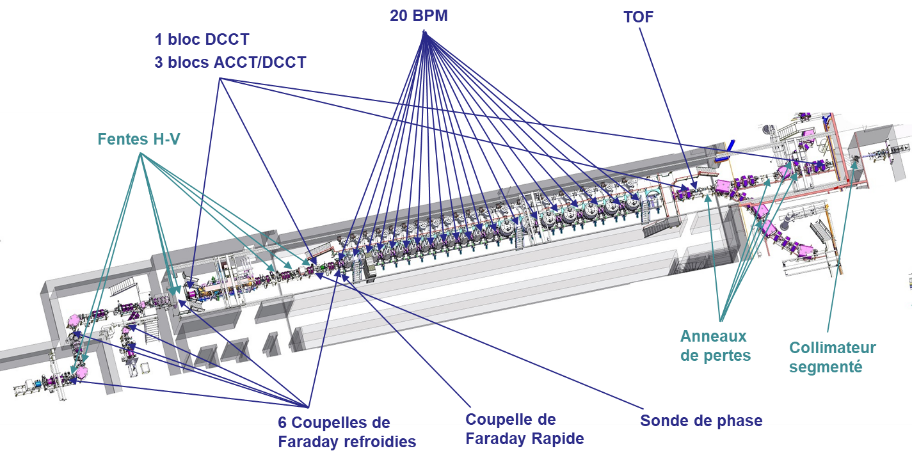 20 BPM
TOF
1 bloc DCCT
3 blocs ACCT/DCCT
Fentes H-V
Anneaux
de pertes
Collimateur
segmenté
6 Coupelles de
Faraday refroidies
Coupelle de
Faraday Rapide
Sonde de phase